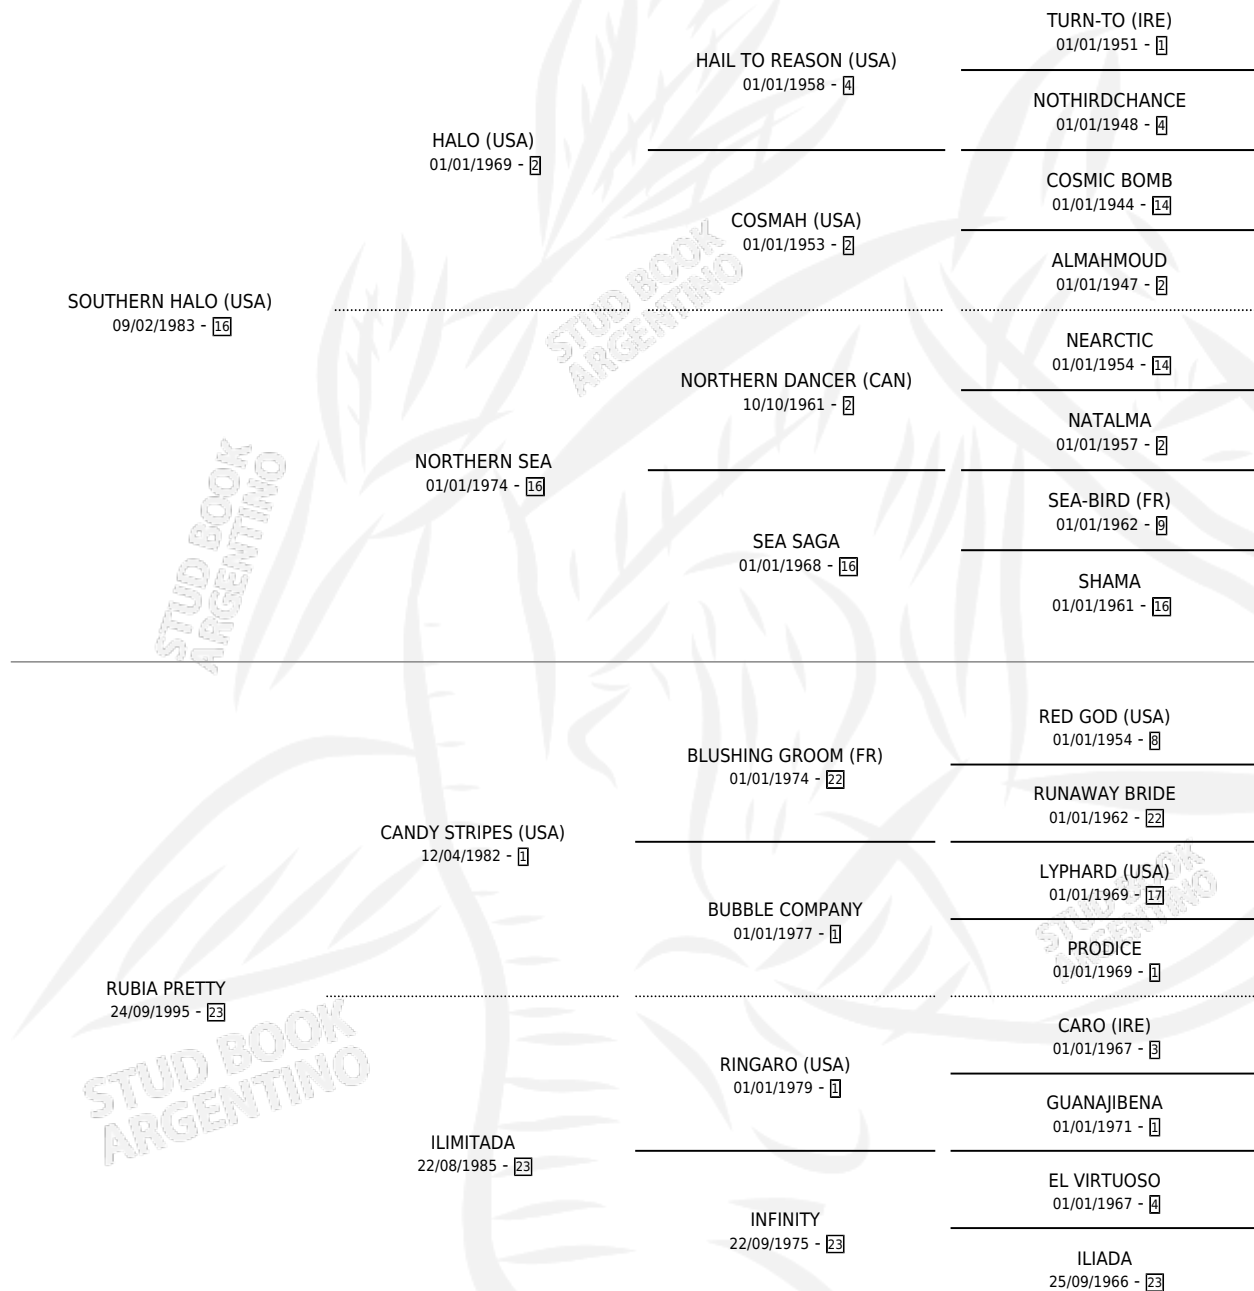 TURN-TO (IRE)
01/01/1951 - 1
HAIL TO REASON (USA)
01/01/1958 - 4
NOTHIRDCHANCE
01/01/1948 - 4
HALO (USA)
01/01/1969 - 2
COSMIC BOMB
01/01/1944 - 14
COSMAH (USA)
01/01/1953 - 2
ALMAHMOUD
01/01/1947 - 2
SOUTHERN HALO (USA)
09/02/1983 - 16
NEARCTIC
01/01/1954 - 14
NORTHERN DANCER (CAN)
10/10/1961 - 2
NATALMA
01/01/1957 - 2
NORTHERN SEA
01/01/1974 - 16
SEA-BIRD (FR)
01/01/1962 - 9
SEA SAGA
01/01/1968 - 16
SHAMA
01/01/1961 - 16
RED GOD (USA)
01/01/1954 - 8
BLUSHING GROOM (FR)
01/01/1974 - 22
RUNAWAY BRIDE
01/01/1962 - 22
CANDY STRIPES (USA)
12/04/1982 - 1
LYPHARD (USA)
01/01/1969 - 17
BUBBLE COMPANY
01/01/1977 - 1
PRODICE
01/01/1969 - 1
RUBIA PRETTY
24/09/1995 - 23
CARO (IRE)
01/01/1967 - 3
RINGARO (USA)
01/01/1979 - 1
GUANAJIBENA
01/01/1971 - 1
ILIMITADA
22/08/1985 - 23
EL VIRTUOSO
01/01/1967 - 4
INFINITY
22/09/1975 - 23
ILIADA
25/09/1966 - 23
STUD BOOK
ARGENTINO
STUD BOOK
ARGENTINO
STUD BOOK
ARGENTINO
STUD BOOK
ARGENTINO